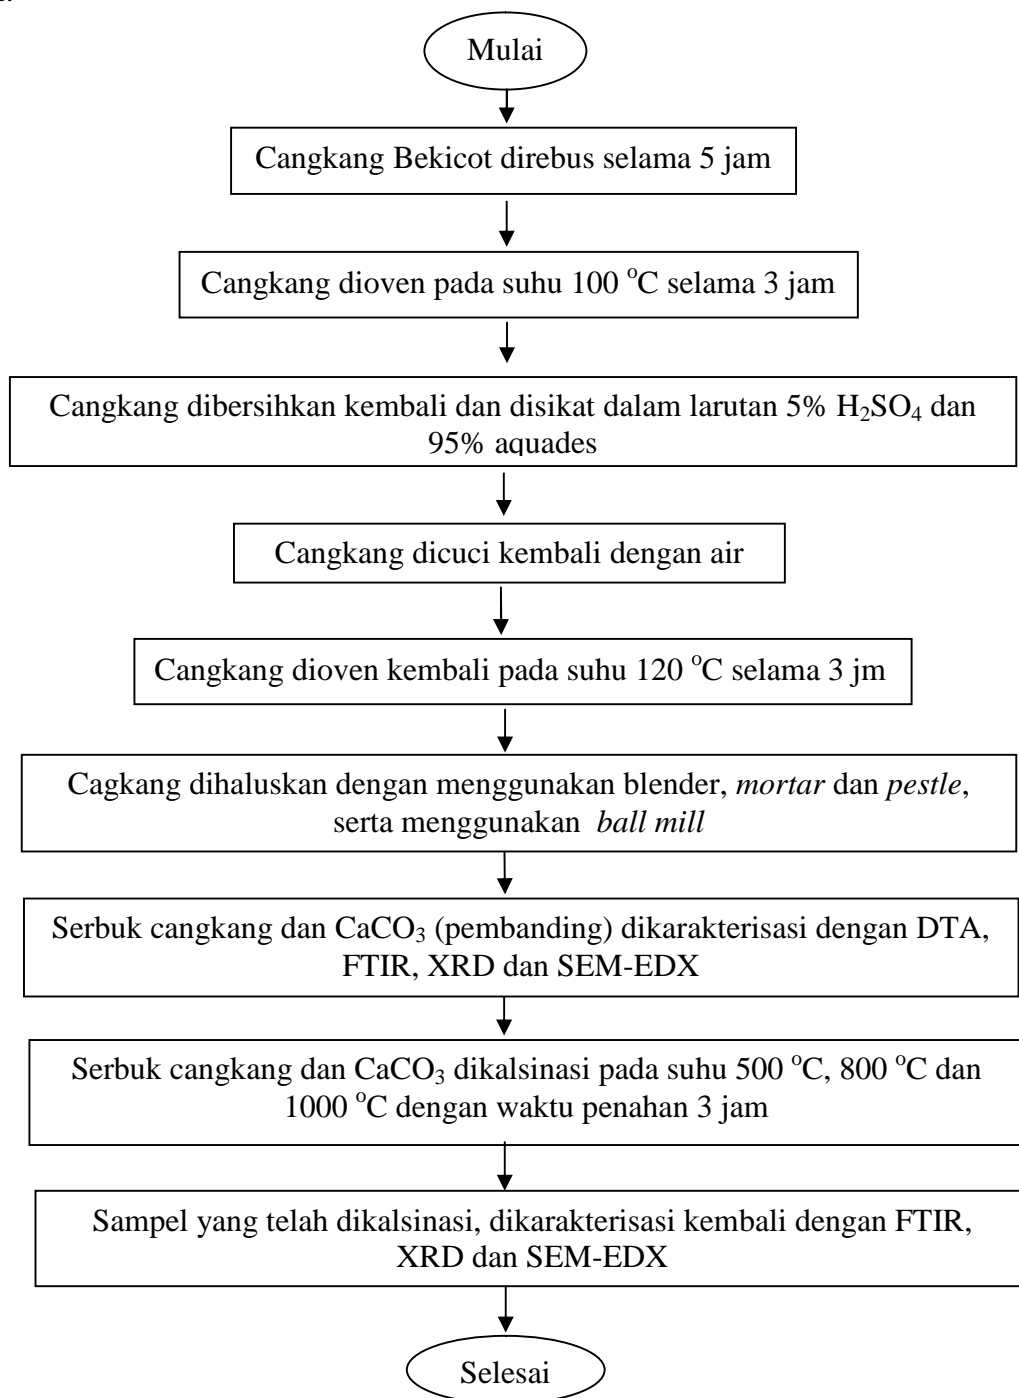 Mulai
Cangkang Bekicot direbus selama 5 jam
Cangkang dioven pada suhu 100 °C selama 3 jam
Cangkang dibersihkan kembali dan disikat dalam larutan 5% H₂SO₄ dan
95% aquades
Cangkang dicuci kembali dengan air
Cangkang dioven kembali pada suhu 120 °C selama 3 jm
Cagkang dihaluskan dengan menggunakan blender, mortar dan pestle,
serta menggunakan ball mill
Serbuk cangkang dan CaCO₃ (pembanding) dikarakterisasi dengan DTA,
FTIR, XRD dan SEM-EDX
Serbuk cangkang dan CaCO₃ dikalsinasi pada suhu 500 °C, 800 °C dan
1000 °C dengan waktu penahan 3 jam
Sampel yang telah dikalsinasi, dikarakterisasi kembali dengan FTIR,
XRD dan SEM-EDX
Selesai